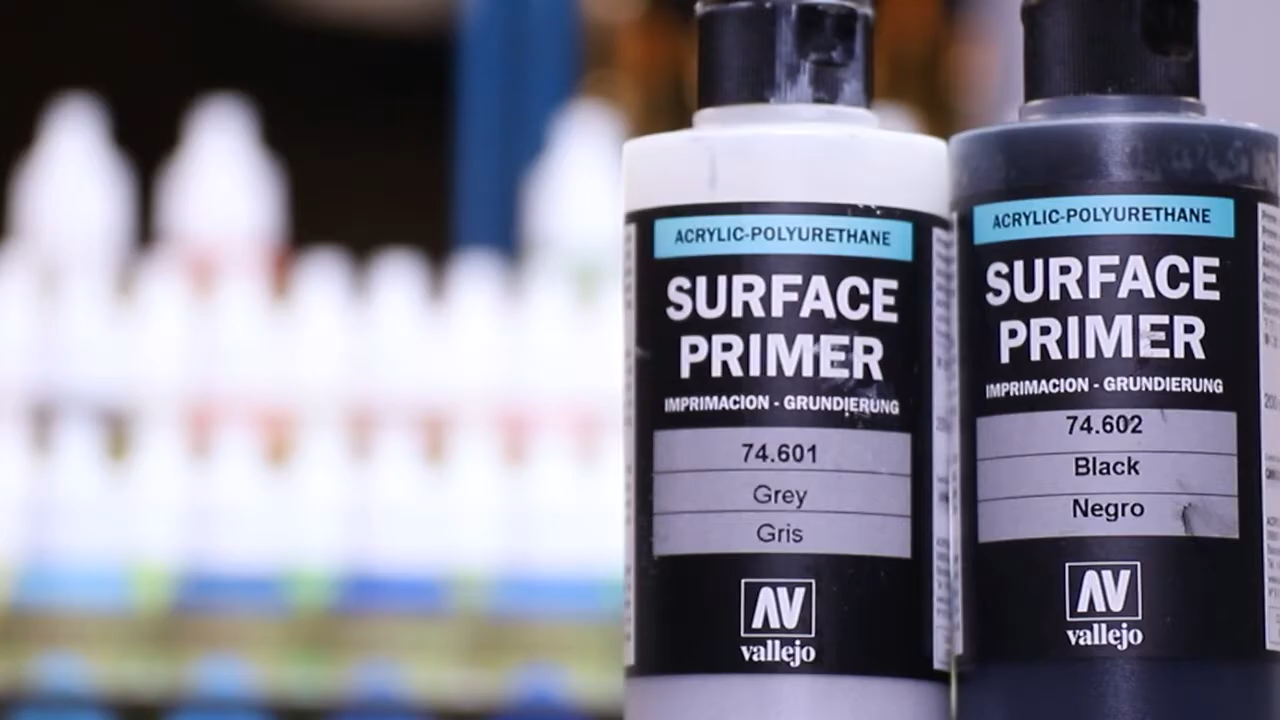 ACRYLIC-POLYURETHANE
SURFACE
PRIMER
IMPRIMACION - GRUNDIERUNG
74.601
Grey
Gris
AV
vallejo
ACRYLIC-POLYURETHANE
SURFACE
PRIMER
IMPRIMACION - GRUNDIERUNG
74.602
Black
Negro
AV
vallejo